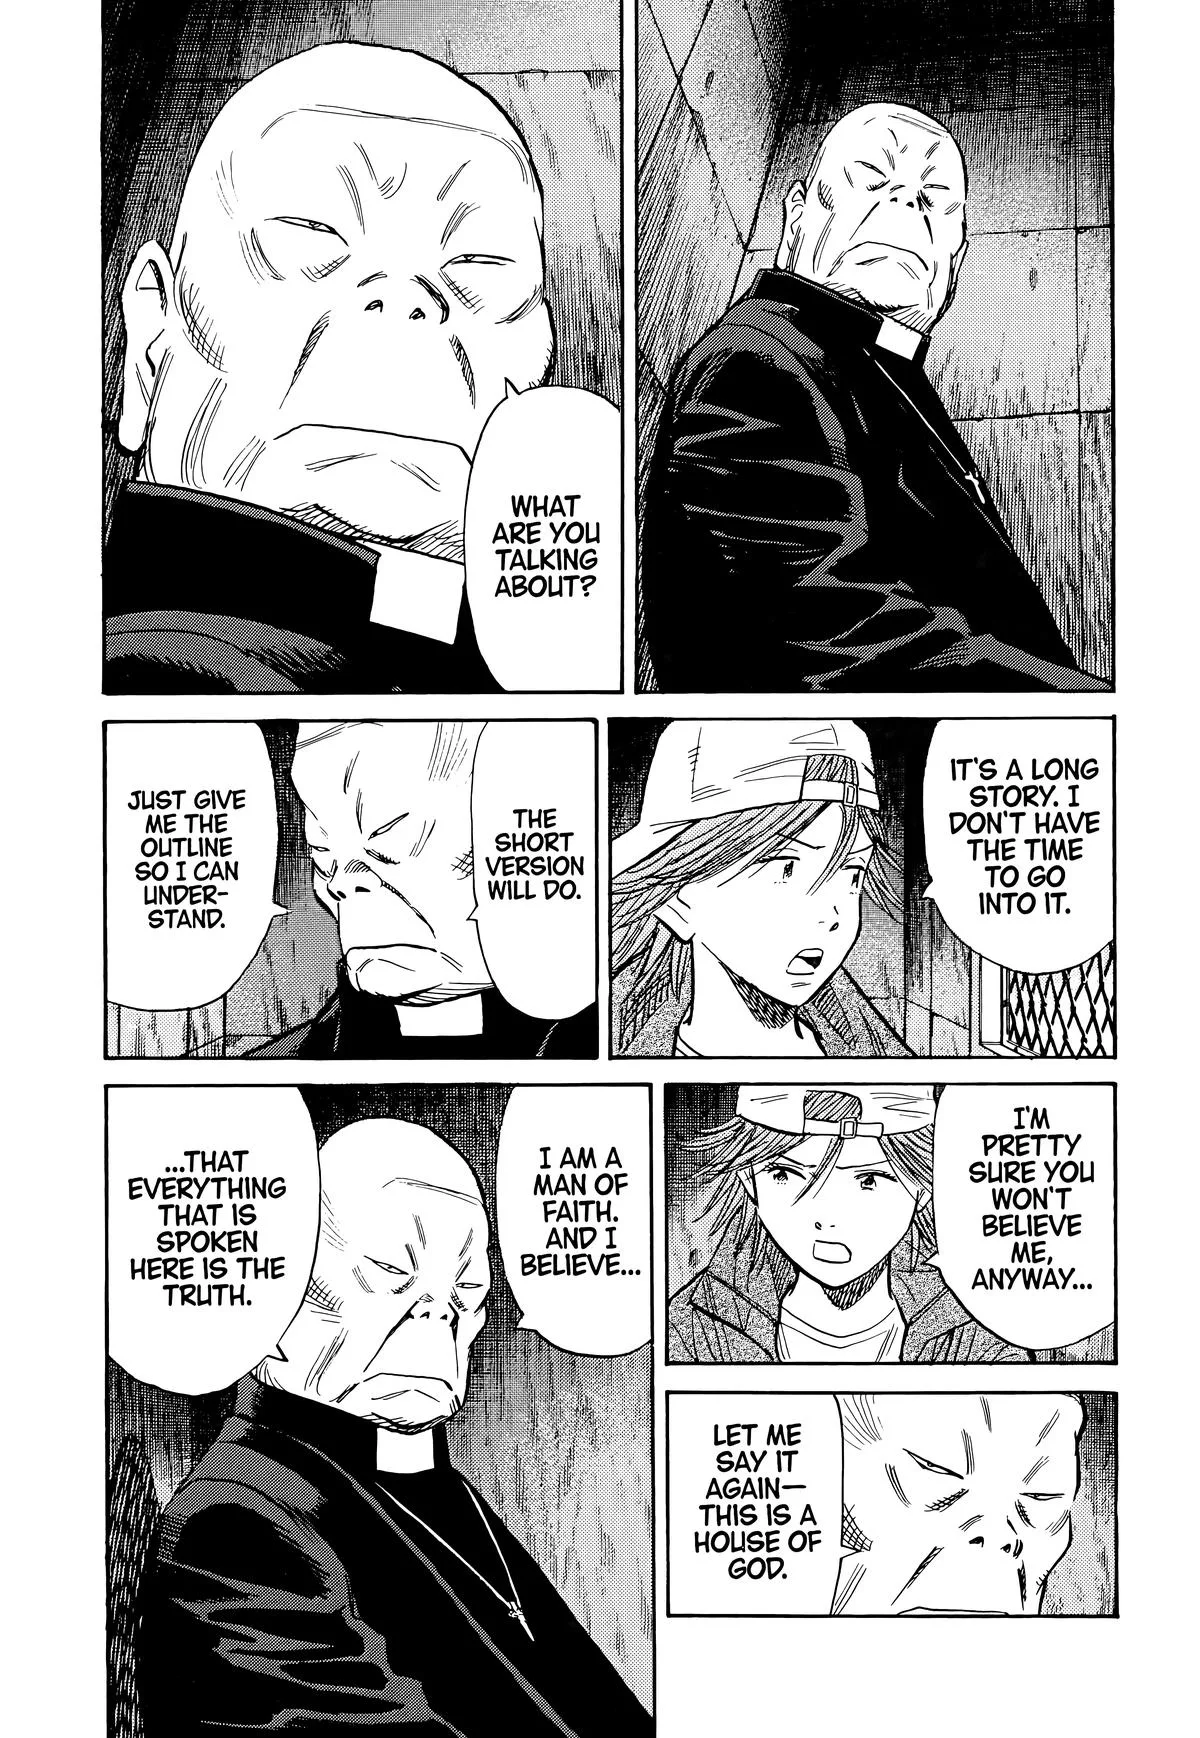 WHAT
ARE YOU
TALKING
ABOUT?
IT'S A LONG
STORY. I
DON'T HAVE
THE TIME
TO GO
INTO IT.
THE
SHORT
VERSION
WILL DO.
JUST GIVE
ME THE
OUTLINE
SO I CAN
UNDER-
STAND.
I'M
PRETTY
SURE YOU
WON'T
BELIEVE
ME,
ANYWAY...
LET ME
SAY IT
AGAIN—
THIS IS A
HOUSE OF
GOD.
I AM A
MAN OF
FAITH.
AND I
BELIEVE...
...THAT
EVERYTHING
THAT IS
SPOKEN
HERE IS THE
TRUTH.